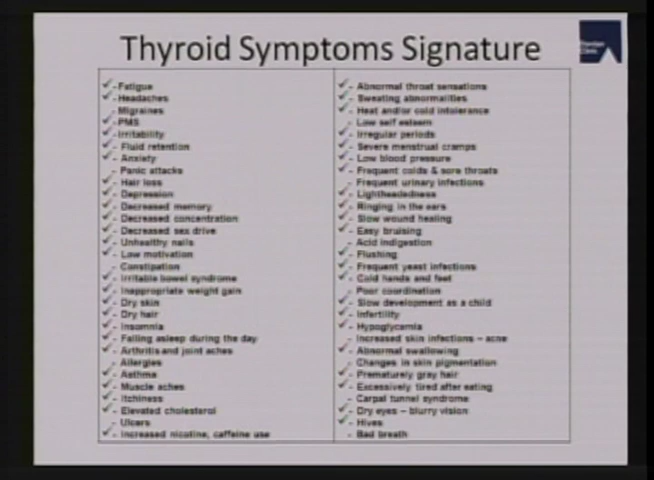 Thyroid Symptoms Signature
✓- Fatigue
✓- Headaches
- Migraines
✓- PMS
✓- Irritability
✓- Fluid retention
✓- Anxiety
- Panic attacks
✓- Hair loss
✓- Depression
✓- Decreased memory
✓- Decreased concentration
✓- Decreased sex drive
✓- Unhealthy nails
✓- Low motivation
- Constipation
✓- Irritable bowel syndrome
✓- Inappropriate weight gain
✓- Dry skin
✓- Dry hair
✓- Insomnia
✓- Falling asleep during the day
✓- Arthritis and joint aches
- Allergies
✓- Asthma
✓- Muscle aches
✓- Itchiness
✓- Elevated cholesterol
- Ulcers
✓- Increased nicotine, caffeine use
✓- Abnormal throat sensations
✓- Sweating abnormalities
✓- Heat and/or cold intolerance
- Low self esteem
✓- Irregular periods
✓- Severe menstrual cramps
✓- Low blood pressure
✓- Frequent colds & sore throats
- Frequent urinary infections
✓- Lightheadedness
✓- Ringing in the ears
✓- Slow wound healing
✓- Easy bruising
- Acid indigestion
✓- Flushing
✓- Frequent yeast infections
✓- Cold hands and feet
- Poor coordination
✓- Slow development as a child
✓- Infertility
✓- Hypoglycemia
- Increased skin infections – acne
✓- Abnormal swallowing
- Changes in skin pigmentation
✓- Prematurely gray hair
✓- Excessively tired after eating
- Carpal tunnel syndrome
✓- Dry eyes – blurry vision
✓- Hives
- Bad breath